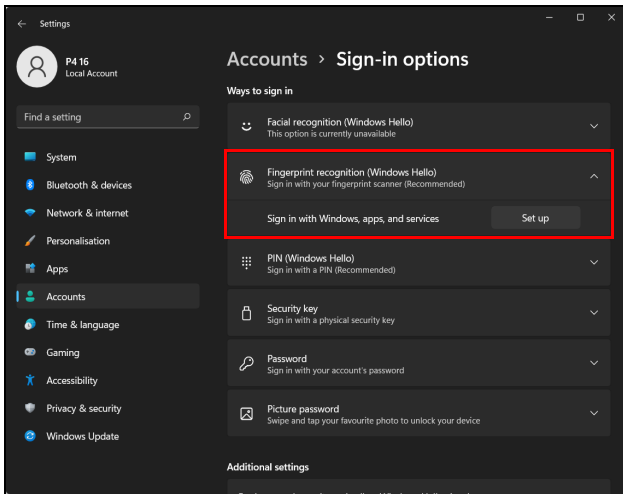 Settings
P4 16
Local Account
Find a setting
System
Bluetooth & devices
Network & internet
Personalisation
Apps
Accounts
Time & language
Gaming
Accessibility
Privacy & security
Windows Update
Accounts > Sign-in options
Ways to sign in
Facial recognition (Windows Hello)
This option is currently unavailable
Fingerprint recognition (Windows Hello)
Sign in with your fingerprint scanner (Recommended)
Sign in with Windows, apps, and services
Set up
PIN (Windows Hello)
Sign in with a PIN (Recommended)
Security key
Sign in with a physical security key
Password
Sign in with your account's password
Picture password
Swipe and tap your favourite photo to unlock your device
Additional settings